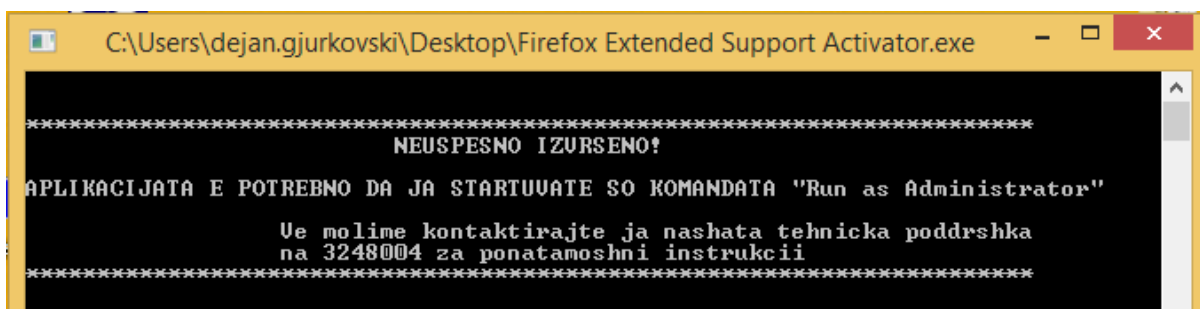 C:\Users\dejan.gjurkovski\Desktop\Firefox Extended Support Activator.exe
***********************************************************************
NEUSPESNO IZVRSENO!
APLIKACIJATA E POTREBNO DA JA STARTUVATE SO KOMANDATA "Run as Administrator"
Ve molime kontaktirajte ja nashata tehnicka poddrshka
na 3248004 za ponatamoshni instrukcii
***********************************************************************